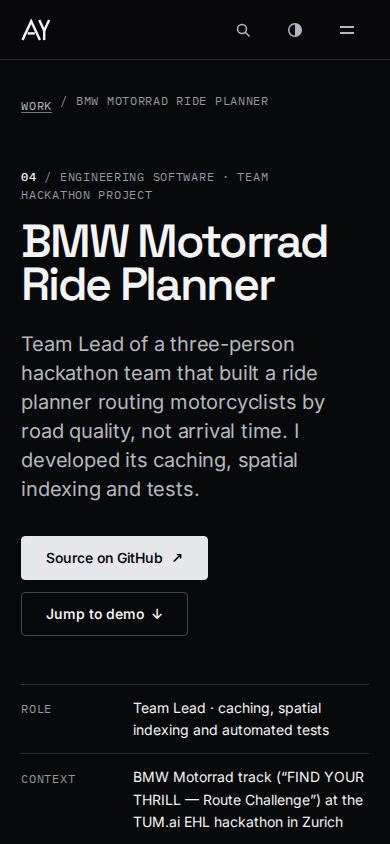 AY
WORK / BMW MOTORRAD RIDE PLANNER
04 / ENGINEERING SOFTWARE · TEAM
HACKATHON PROJECT
BMW Motorrad
Ride Planner
Team Lead of a three-person
hackathon team that built a ride
planner routing motorcyclists by
road quality, not arrival time. I
developed its caching, spatial
indexing and tests.
Source on GitHub ↗
Jump to demo ↓
ROLE
Team Lead · caching, spatial
indexing and automated tests
CONTEXT
BMW Motorrad track (“FIND YOUR
THRILL — Route Challenge”) at the
TUM.ai EHL hackathon in Zurich